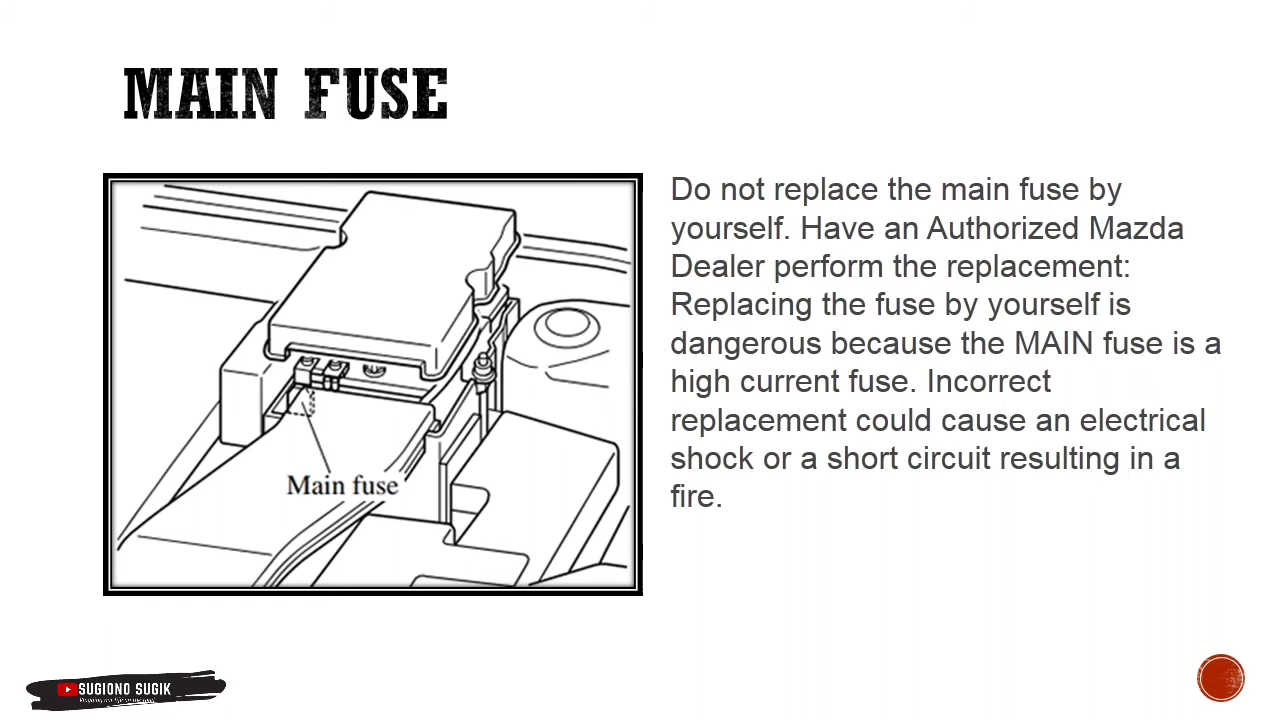 MAIN FUSE
Do not replace the main fuse by
yourself. Have an Authorized Mazda
Dealer perform the replacement:
Replacing the fuse by yourself is
dangerous because the MAIN fuse is a
high current fuse. Incorrect
replacement could cause an electrical
shock or a short circuit resulting in a
fire.
Main fuse
SUGIONO SUGIK